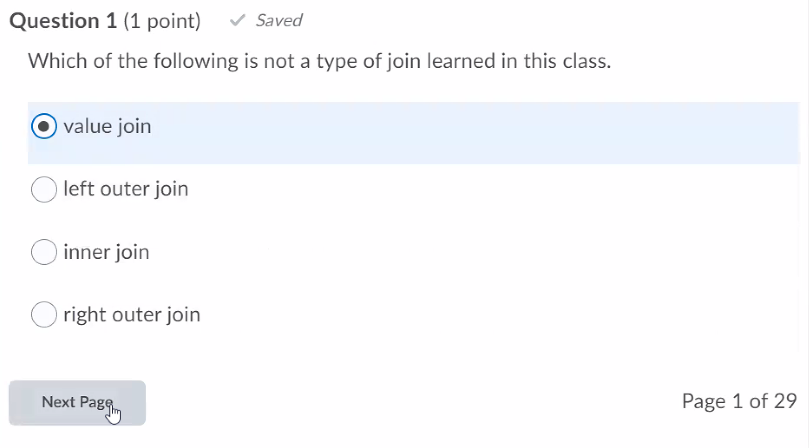 Question 1 (1 point) Saved
Which of the following is not a type of join learned in this class.
value join
left outer join
inner join
right outer join
Next Page Page 1 of 29